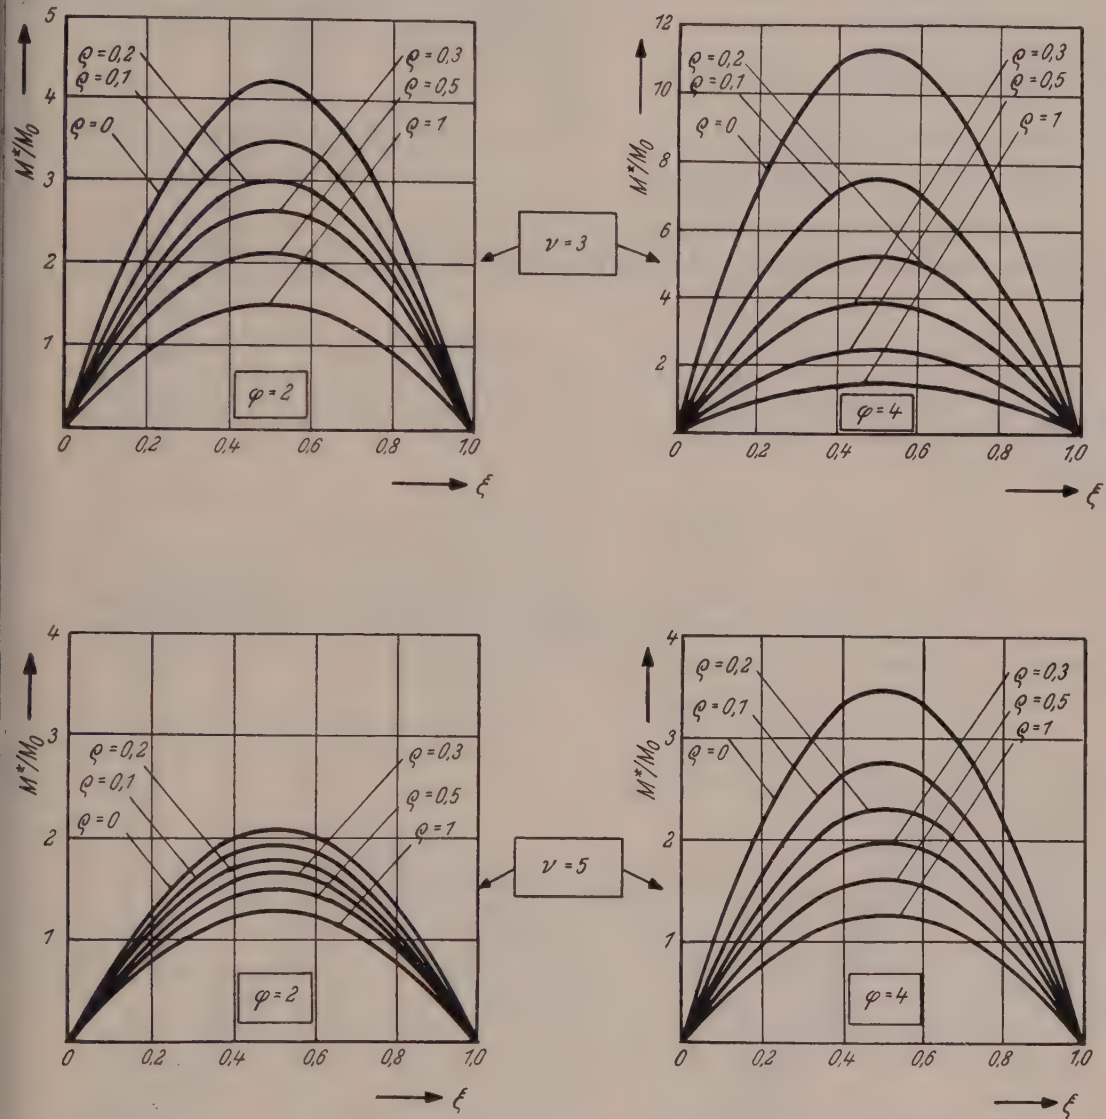 5
4
3
2
1
0
0,2
0,4
0,6
0,8
1,0
M*/M₀
ϱ = 0,2
ϱ = 0,1
ϱ = 0
ϱ = 0,3
ϱ = 0,5
ϱ = 1
φ = 2
ξ
ν = 3
12
10
8
6
4
2
0
0,2
0,4
0,6
0,8
1,0
M*/M₀
ϱ = 0,2
ϱ = 0,1
ϱ = 0
ϱ = 0,3
ϱ = 0,5
ϱ = 1
φ = 4
ξ
4
3
2
1
0
0,2
0,4
0,6
0,8
1,0
M*/M₀
ϱ = 0,2
ϱ = 0,1
ϱ = 0
ϱ = 0,3
ϱ = 0,5
ϱ = 1
φ = 2
ξ
ν = 5
4
3
2
1
0
0,2
0,4
0,6
0,8
1,0
M*/M₀
ϱ = 0,2
ϱ = 0,1
ϱ = 0
ϱ = 0,3
ϱ = 0,5
ϱ = 1
φ = 4
ξ